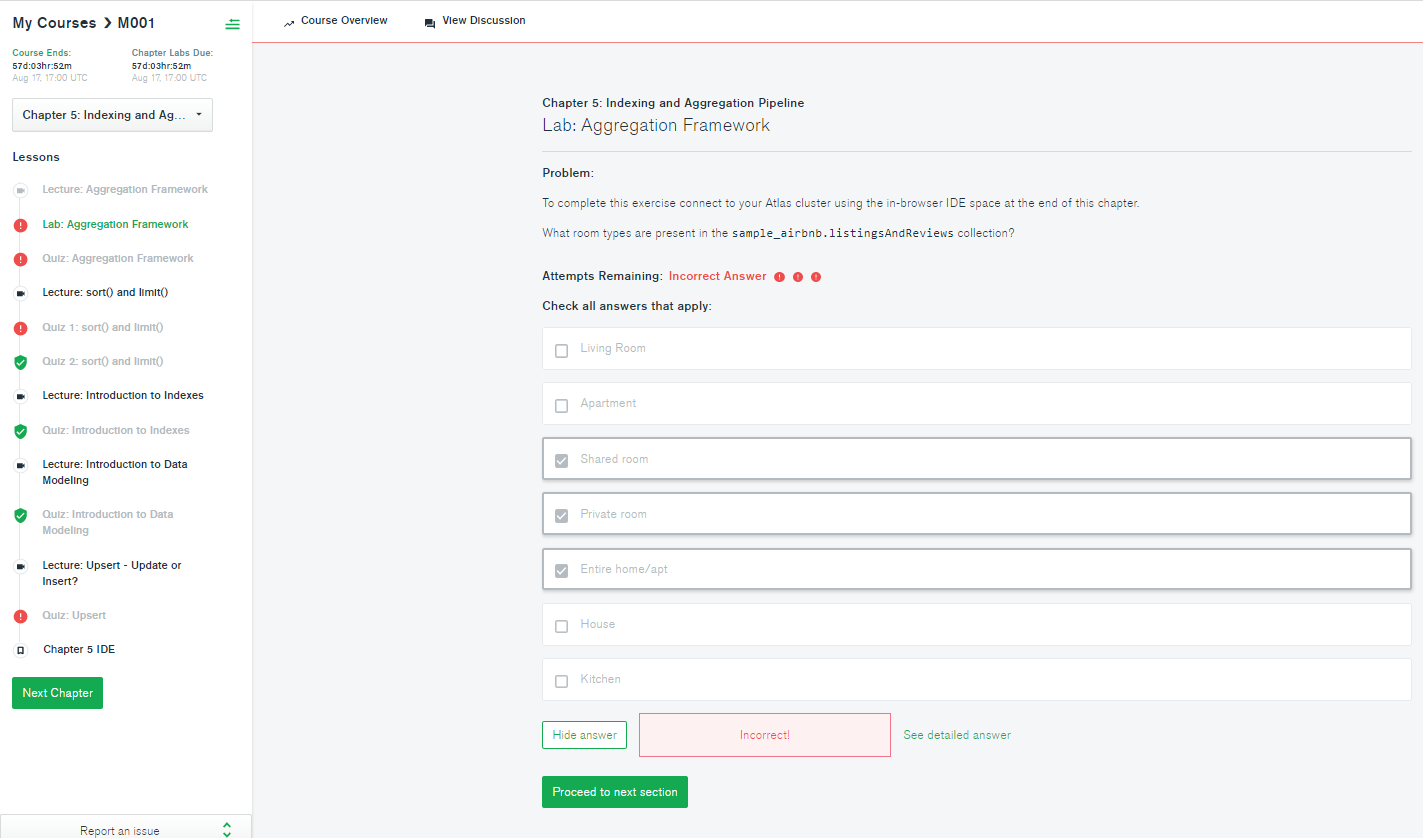 My Courses > M001
Course Ends:
57d:03hr:52m
Aug 17, 17:00 UTC
Chapter Labs Due:
57d:03hr:52m
Aug 17, 17:00 UTC
Chapter 5: Indexing and Ag...
Lessons
Lecture: Aggregation Framework
Lab: Aggregation Framework
Quiz: Aggregation Framework
Lecture: sort() and limit()
Quiz 1: sort() and limit()
Quiz 2: sort() and limit()
Lecture: Introduction to Indexes
Quiz: Introduction to Indexes
Lecture: Introduction to Data
Modeling
Quiz: Introduction to Data
Modeling
Lecture: Upsert - Update or
Insert?
Quiz: Upsert
Chapter 5 IDE
Next Chapter
Report an issue
Course Overview
View Discussion
Chapter 5: Indexing and Aggregation Pipeline
Lab: Aggregation Framework
Problem:
To complete this exercise connect to your Atlas cluster using the in-browser IDE space at the end of this chapter.
What room types are present in the sample_airbnb.listingsAndReviews collection?
Attempts Remaining: Incorrect Answer
Check all answers that apply:
Living Room
Apartment
Shared room
Private room
Entire home/apt
House
Kitchen
Hide answer
Incorrect!
See detailed answer
Proceed to next section